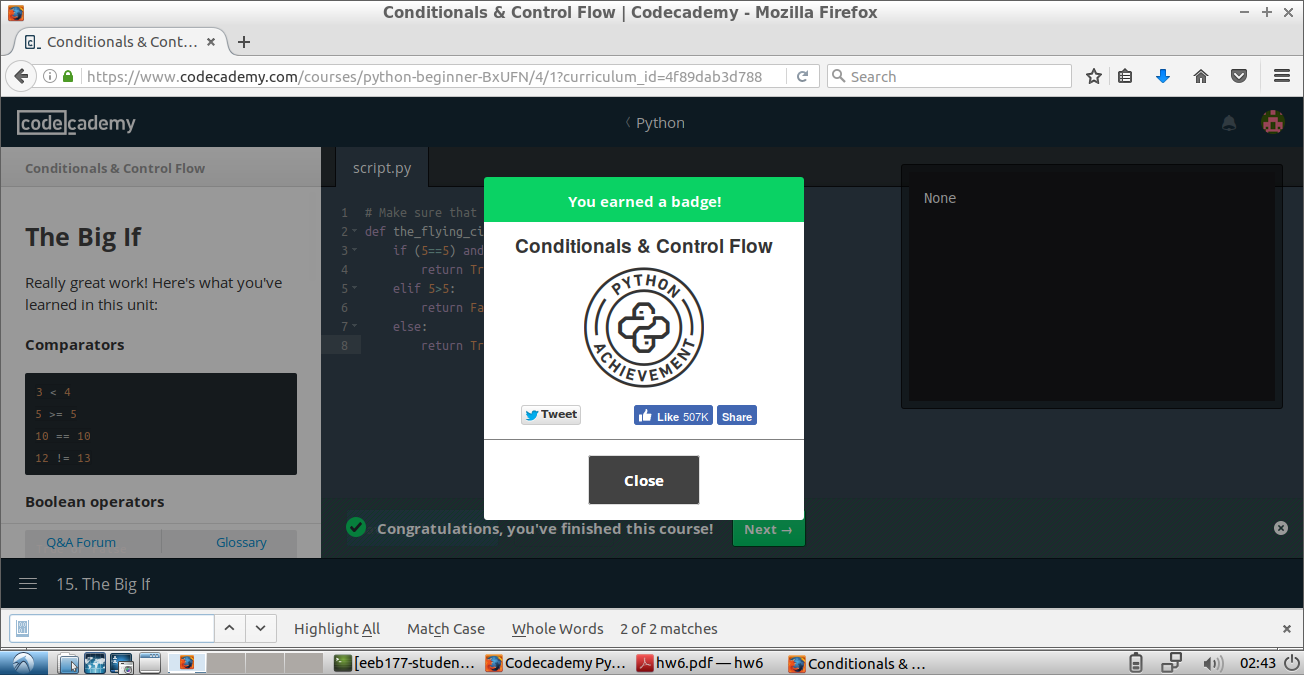 Conditionals & Control Flow | Codecademy - Mozilla Firefox
Conditionals & Cont...
https://www.codecademy.com/courses/python-beginner-BxUFN/4/1?curriculum_id=4f89dab3d788
Search
codecademy
Python
Conditionals & Control Flow
The Big If
Really great work! Here's what you've
learned in this unit:
Comparators
3 < 4
5 >= 5
10 == 10
12 != 13
Boolean operators
Q&A Forum
Glossary
script.py
1 # Make sure that
2 def the_flying_ci
3 if (5==5) and
4 return Tr
5 elif 5>5:
6 return Fa
7 else:
8 return Tr
None
You earned a badge!
Conditionals & Control Flow
PYTHON
ACHIEVEMENT
Tweet
Like 507K
Share
Close
Congratulations, you've finished this course!
Next →
15. The Big If
Highlight All
Match Case
Whole Words
2 of 2 matches
[eeb177-studen...
Codecademy Py...
hw6.pdf — hw6
Conditionals & ...
02:43